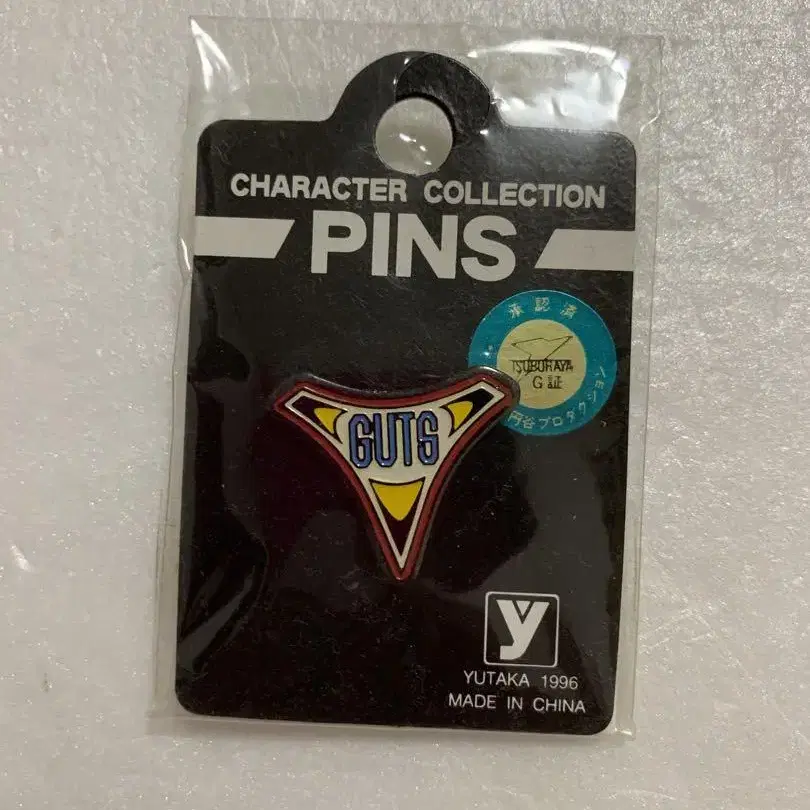 CHARACTER COLLECTION
PINS
承認済
TSUBURAYA
G証
円谷プロダクション
GUTS
y
YUTAKA 1996
MADE IN CHINA